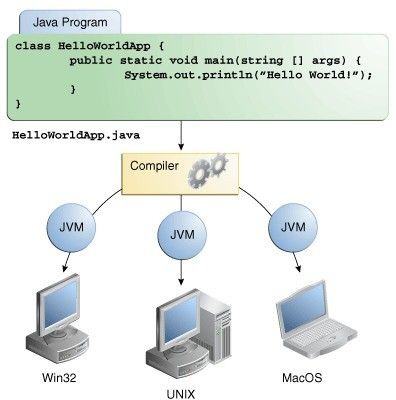 Java Program
class HelloWorldApp {
public static void main(string [] args) {
System.out.println("Hello World!");
}
}
HelloWorldApp.java
Compiler
JVM
JVM
JVM
Win32
UNIX
MacOS